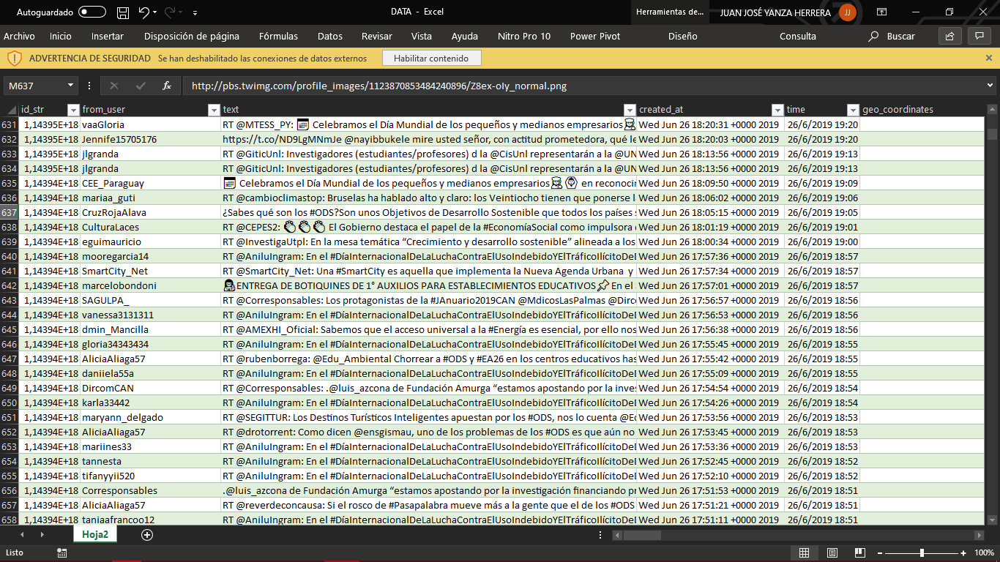 Autoguardado DATA - Excel Herramientas de... JUAN JOSÉ YANZA HERRERA JJ
Archivo Inicio Insertar Disposición de página Fórmulas Datos Revisar Vista Ayuda Nitro Pro 10 Power Pivot Diseño Consulta Buscar
ADVERTENCIA DE SEGURIDAD Se han deshabilitado las conexiones de datos externos Habilitar contenido
M637 fx http://pbs.twimg.com/profile_images/1123870853484240896/Z8ex-oIy_normal.png
id_str from_user text created_at time geo_coordinates
631 1,14395E+18 vaaGloria RT @MTESS_PY: 📅 Celebramos el Día Mundial de los pequeños y medianos empresarios Wed Jun 26 18:20:31 +0000 2019 26/6/2019 19:20
632 1,14395E+18 Jennife15705176 https://t.co/ND9LgMNmJe @nayibbukele mire usted señor, con actitud prometedora, qué le Wed Jun 26 18:20:03 +0000 2019 26/6/2019 19:20
633 1,14395E+18 jlgranda RT @GiticUnl: Investigadores (estudiantes/profesores) d la @CisUnl representarán a la @UN Wed Jun 26 18:13:56 +0000 2019 26/6/2019 19:13
634 1,14395E+18 jlgranda RT @GiticUnl: Investigadores (estudiantes/profesores) d la @CisUnl representarán a la @UN Wed Jun 26 18:13:56 +0000 2019 26/6/2019 19:13
635 1,14394E+18 CEE_Paraguay 📅 Celebramos el Día Mundial de los pequeños y medianos empresarios en reconocin Wed Jun 26 18:09:50 +0000 2019 26/6/2019 19:09
636 1,14394E+18 mariaa_guti RT @cambioclimastop: Bruselas ha hablado alto y claro: los Veintiocho tienen que ponerse l Wed Jun 26 18:06:02 +0000 2019 26/6/2019 19:06
637 1,14394E+18 CruzRojaAlava ¿Sabes qué son los #ODS?Son unos Objetivos de Desarrollo Sostenible que todos los países s Wed Jun 26 18:05:15 +0000 2019 26/6/2019 19:05
638 1,14394E+18 CulturaLaces RT @CEPES2: 👏👏👏 El Gobierno destaca el papel de la #EconomíaSocial como impulsora Wed Jun 26 18:01:19 +0000 2019 26/6/2019 19:01
639 1,14394E+18 eguimauricio RT @InvestigaUtpl: En la mesa temática “Crecimiento y desarrollo sostenible” alineada a los Wed Jun 26 18:00:34 +0000 2019 26/6/2019 19:00
640 1,14394E+18 mooregarcia14 RT @AniluIngram: En el #DíaInternacionalDeLaLuchaContraElUsoIndebidoYElTráficoIlícitoDe Wed Jun 26 17:57:36 +0000 2019 26/6/2019 18:57
641 1,14394E+18 SmartCity_Net RT @SmartCity_Net: Una #SmartCity es aquella que implementa la Nueva Agenda Urbana y Wed Jun 26 17:57:34 +0000 2019 26/6/2019 18:57
642 1,14394E+18 marcelobondoni ENTREGA DE BOTIQUINES DE 1° AUXILIOS PARA ESTABLECIMIENTOS EDUCATIVOS📌En el Wed Jun 26 17:57:01 +0000 2019 26/6/2019 18:57
643 1,14394E+18 SAGULPA_ RT @Corresponsables: Los protagonistas de la #JAnuario2019CAN @MdicosLasPalmas @Dirc Wed Jun 26 17:56:57 +0000 2019 26/6/2019 18:56
644 1,14394E+18 vanessa3131311 RT @AniluIngram: En el #DíaInternacionalDeLaLuchaContraElUsoIndebidoYElTráficoIlícitoDe Wed Jun 26 17:56:53 +0000 2019 26/6/2019 18:56
645 1,14394E+18 dmin_Mancilla RT @AMEXHI_Oficial: Sabemos que el acceso universal a la #Energía es esencial, por ello nos Wed Jun 26 17:56:38 +0000 2019 26/6/2019 18:56
646 1,14394E+18 gloria34343434 RT @AniluIngram: En el #DíaInternacionalDeLaLuchaContraElUsoIndebidoYElTráficoIlícitoDe Wed Jun 26 17:55:45 +0000 2019 26/6/2019 18:55
647 1,14394E+18 AliciaAliaga57 RT @rubenborrega: @Edu_Ambiental Chorrear a #ODS y #EA26 en los centros educativos has Wed Jun 26 17:55:42 +0000 2019 26/6/2019 18:55
648 1,14394E+18 daniiela55a RT @AniluIngram: En el #DíaInternacionalDeLaLuchaContraElUsoIndebidoYElTráficoIlícitoDe Wed Jun 26 17:55:09 +0000 2019 26/6/2019 18:55
649 1,14394E+18 DircomCAN RT @Corresponsables: .@luis_azcona de Fundación Amurga “estamos apostando por la inves Wed Jun 26 17:54:54 +0000 2019 26/6/2019 18:54
650 1,14394E+18 karla33442 RT @AniluIngram: En el #DíaInternacionalDeLaLuchaContraElUsoIndebidoYElTráficoIlícitoDe Wed Jun 26 17:54:26 +0000 2019 26/6/2019 18:54
651 1,14394E+18 maryann_delgado RT @SEGITTUR: Los Destinos Turísticos Inteligentes apuestan por los #ODS, nos lo cuenta @Ed Wed Jun 26 17:53:56 +0000 2019 26/6/2019 18:53
652 1,14394E+18 AliciaAliaga57 RT @drotorrent: Como dicen @ensgismau, uno de los problemas de los #ODS es que aún no Wed Jun 26 17:53:45 +0000 2019 26/6/2019 18:53
653 1,14394E+18 mariines33 RT @AniluIngram: En el #DíaInternacionalDeLaLuchaContraElUsoIndebidoYElTráficoIlícitoDe Wed Jun 26 17:53:36 +0000 2019 26/6/2019 18:53
654 1,14394E+18 tannesta RT @AniluIngram: En el #DíaInternacionalDeLaLuchaContraElUsoIndebidoYElTráficoIlícitoDe Wed Jun 26 17:52:45 +0000 2019 26/6/2019 18:52
655 1,14394E+18 tifanyyii520 RT @AniluIngram: En el #DíaInternacionalDeLaLuchaContraElUsoIndebidoYElTráficoIlícitoDe Wed Jun 26 17:52:10 +0000 2019 26/6/2019 18:52
656 1,14394E+18 Corresponsables .@luis_azcona de Fundación Amurga “estamos apostando por la investigación financiando pr Wed Jun 26 17:51:53 +0000 2019 26/6/2019 18:51
657 1,14394E+18 AliciaAliaga57 RT @reverdeconcausa: Si el rosco de #Pasapalabra mueve más a la gente que el de los #ODS Wed Jun 26 17:51:21 +0000 2019 26/6/2019 18:51
658 1,14394E+18 taniaafrancoo12 RT @AniluIngram: En el #DíaInternacionalDeLaLuchaContraElUsoIndebidoYElTráficoIlícitoDe Wed Jun 26 17:51:11 +0000 2019 26/6/2019 18:51
Hoja2
Listo 100%